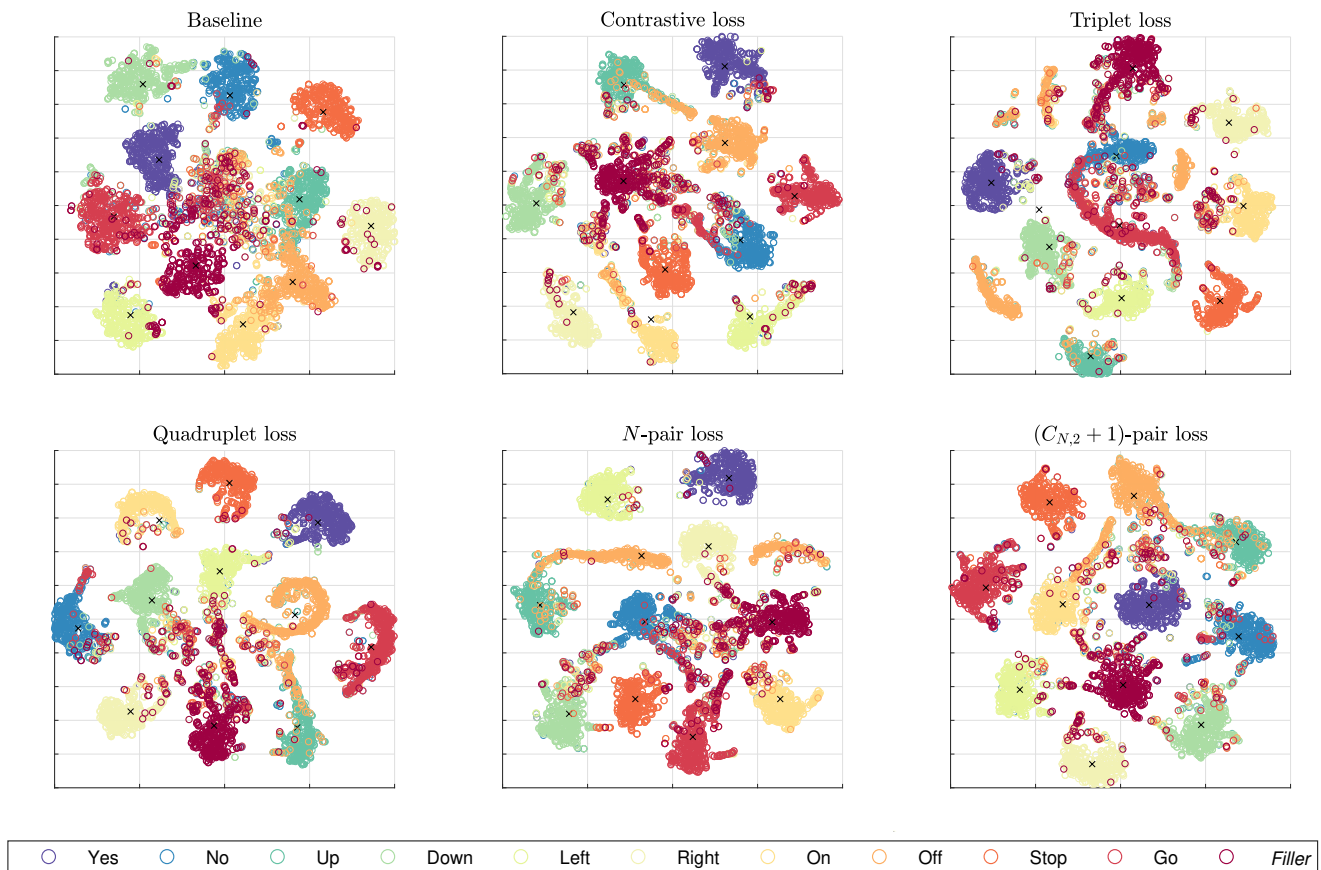 Baseline
Contrastive loss
Triplet loss
Quadruplet loss
N-pair loss
(C_{N,2} + 1)-pair loss
Yes No Up Down Left Right On Off Stop Go Filler